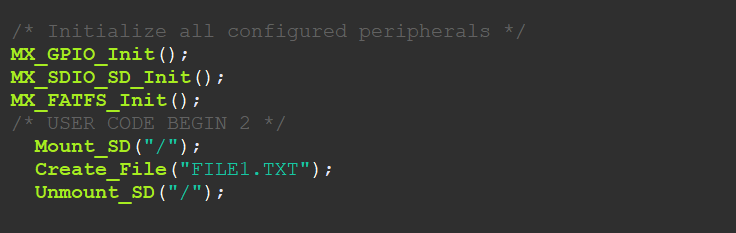 /* Initialize all configured peripherals */
MX_GPIO_Init();
MX_SDIO_SD_Init();
MX_FATFS_Init();
/* USER CODE BEGIN 2 */
Mount_SD("/");
Create_File("FILE1.TXT");
Unmount_SD("/");